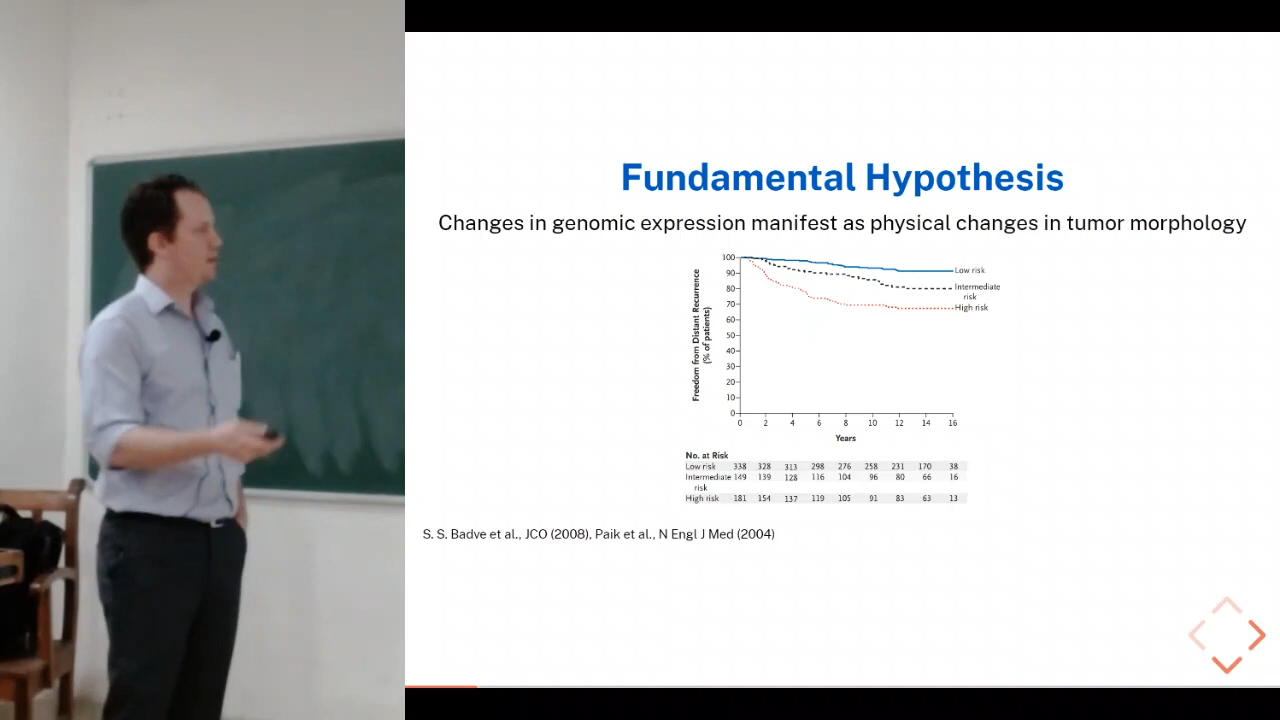 Fundamental Hypothesis
Changes in genomic expression manifest as physical changes in tumor morphology
Freedom from Distant Recurrence
(% of patients)
100
90
80
70
60
50
40
30
20
10
0
Low risk
Intermediate
risk
High risk
0 2 4 6 8 10 12 14 16
Years
No. at Risk
Low risk 338 328 313 298 276 258 231 170 38
Intermediate 149 139 128 116 104 96 80 66 16
risk
High risk 181 154 137 119 105 91 83 63 13
S. S. Badve et al., JCO (2008), Paik et al., N Engl J Med (2004)